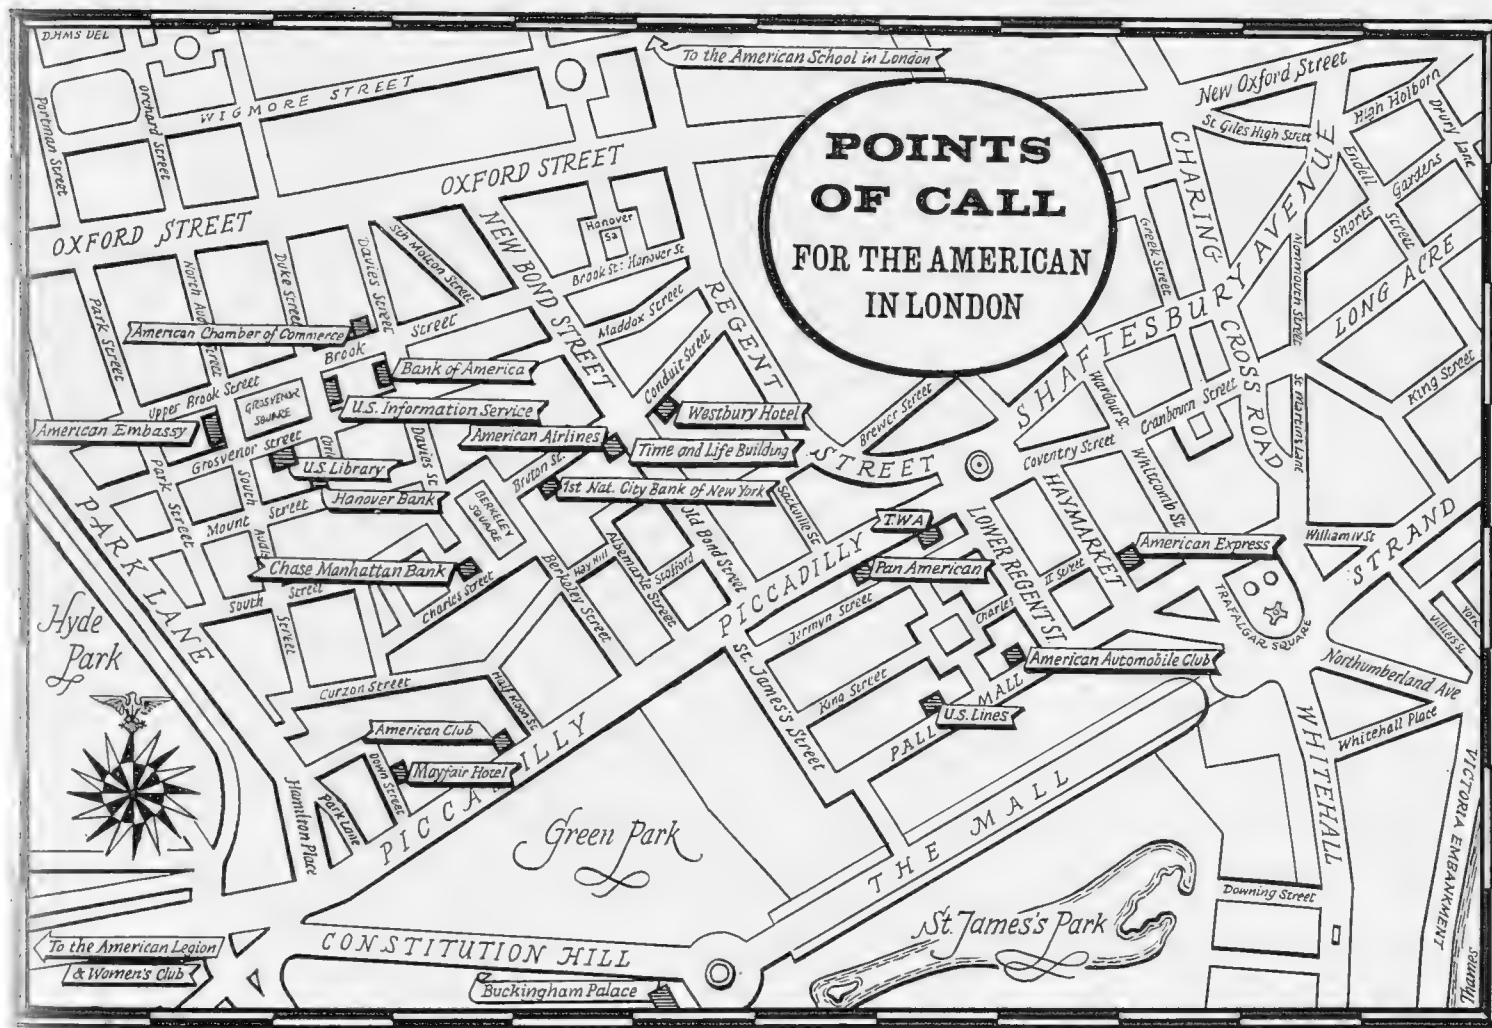 POINTS
OF CALL
FOR THE AMERICAN
IN LONDON
To the American School in London
Portman Street
Orchard Street
WIGMORE STREET
OXFORD STREET
OXFORD STREET
New Oxford Street
High Holborn
Drury Lane
St Giles High Street
Endell
Street
Shorts
Gardens
CHARING
CROSS ROAD
SHAFTESBURY AVENUE
Greek Street
Monmouth Street
LONG ACRE
King Street
St Martins Lane
Hanover
Sq
Brook St: Hanover St
Sth Molton Street
NEW BOND STREET
Maddox Street
Conduit Street
REGENT
STREET
Park Street
North Aud
Street
Duke Street
Davies Street
American Chamber of Commerce
Brook
Street
Bank of America
U.S. Information Service
Upper Brook Street
GROSVENOR
SQUARE
American Embassy
Grosvenor Street
U.S. Library
Hanover Bank
Davies St
American Airlines
Westbury Hotel
Time and Life Building
1st Nat. City Bank of New York
Bruton St.
BERKELEY
SQUARE
Park Street
South
Mount
Street
PARK LANE
Chase Manhattan Bank
Charles Street
South
Street
Street
Hay Hill
Berkeley Street
Albemarle Street
Stafford
Old Bond Street
Sackville St
Brewer Street
Wardour St:
Cranbourn Street
Coventry Street
Whitcomb St
HAYMARKET
LOWER REGENT ST.
T.W.A
Pan American
American Express
William IV St
STRAND
TRAFALGAR SQUARE
Villiers St
York
PICCADILLY
Jermyn Street
Charles
II Street
King Street
St. James's Street
American Automobile Club
U.S. Lines
PALL
MALL
Northumberland Ave
Whitehall Place
WHITEHALL
VICTORIA EMBANKMENT
Thames
Hyde
Park
Curzon Street
Half Moon St
American Club
Mayfair Hotel
Down Street
Park Lane
Hamilton Place
PICCADILLY
Green Park
THE MALL
St. James's Park
Downing Street
CONSTITUTION HILL
Buckingham Palace
To the American Legion
& Women's Club